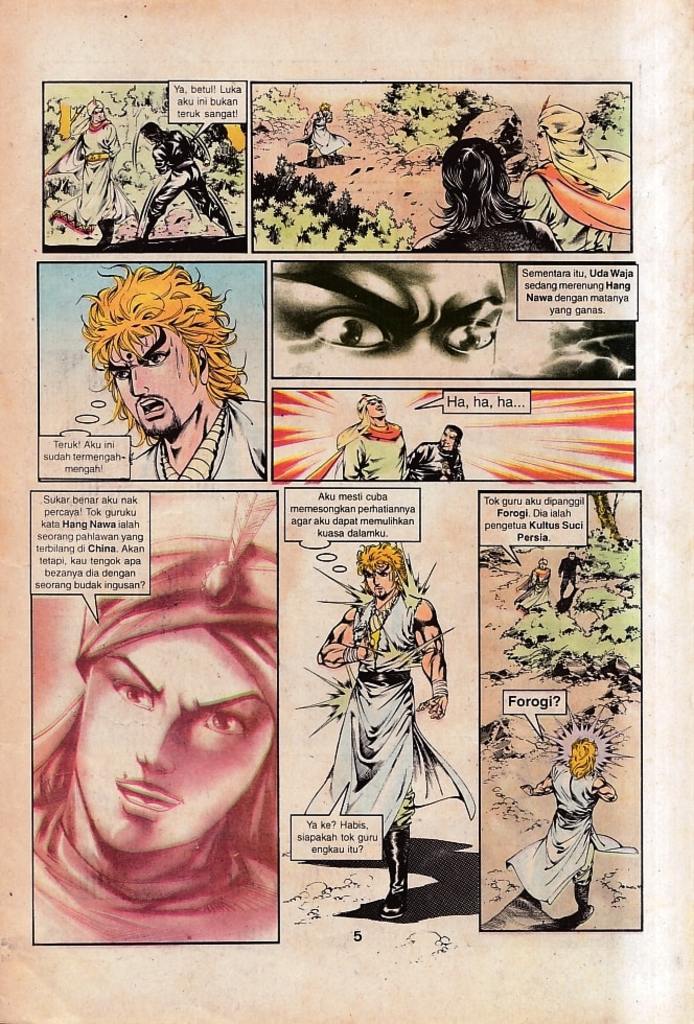 Ya, betul! Luka
aku ini bukan
teruk sangat!
Teruk! Aku ini
sudah termengah-
mengah!
Sementara itu, Uda Waja
sedang merenung Hang
Nawa dengan matanya
yang ganas.
Ha, ha, ha...
Sukar benar aku nak
percaya! Tok guruku
kata Hang Nawa ialah
seorang pahlawan yang
terbilang di China. Akan
tetapi, kau tengok apa
bezanya dia dengan
seorang budak ingusan?
Aku mesti cuba
memesongkan perhatiannya
agar aku dapat memulihkan
kuasa dalamku.
Ya ke? Habis,
siapakah tok guru
engkau itu?
Tok guru aku dipanggil
Forogi. Dia ialah
pengetua Kultus Suci
Persia.
Forogi?
5